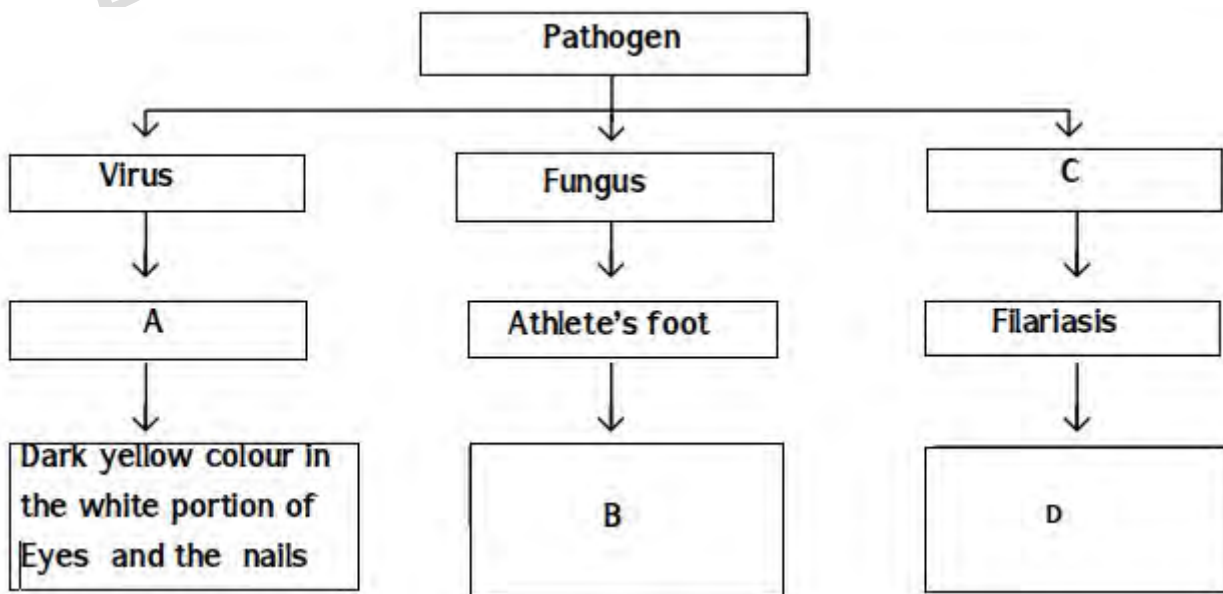 Pathogen
Virus
Fungus
C
A
Athlete's foot
Filariasis
Dark yellow colour in
the white portion of
Eyes and the nails
B
D